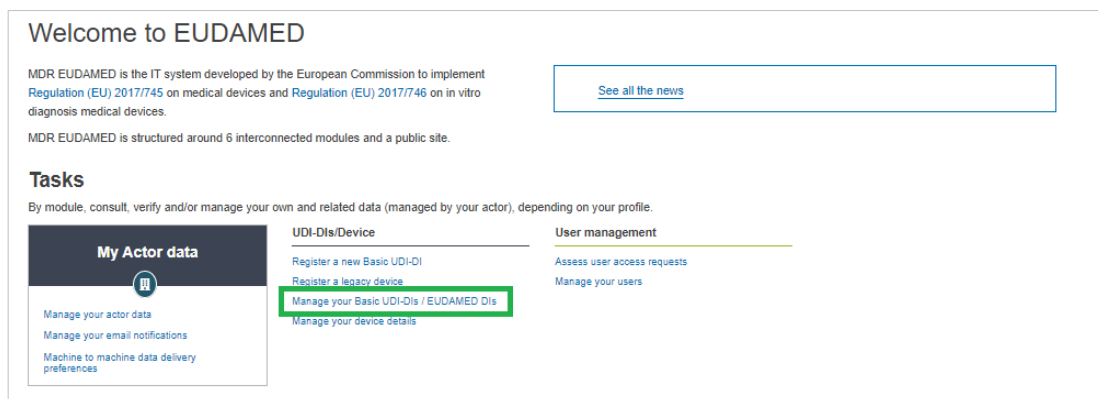 Welcome to EUDAMED
MDR EUDAMED is the IT system developed by the European Commission to implement
Regulation (EU) 2017/745 on medical devices and Regulation (EU) 2017/746 on in vitro
diagnosis medical devices.
MDR EUDAMED is structured around 6 interconnected modules and a public site.
See all the news
Tasks
By module, consult, verify and/or manage your own and related data (managed by your actor), depending on your profile.
My Actor data
Manage your actor data
Manage your email notifications
Machine to machine data delivery
preferences
UDI-DIs/Device
Register a new Basic UDI-DI
Register a legacy device
Manage your Basic UDI-DIs / EUDAMED DIs
Manage your device details
User management
Assess user access requests
Manage your users